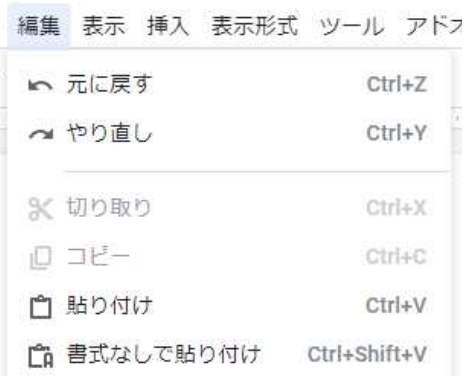 編集 表示 挿入 表示形式 ツール アドオ
元に戻す Ctrl+Z
やり直し Ctrl+Y
切り取り Ctrl+X
コピー Ctrl+C
貼り付け Ctrl+V
書式なしで貼り付け Ctrl+Shift+V